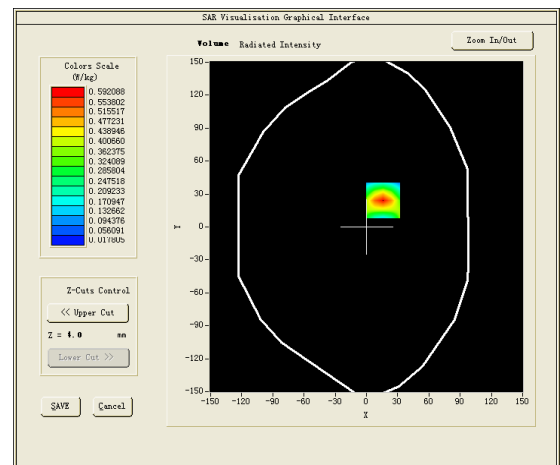 SAR Visualisation Graphical Interface
Volume Radiated Intensity
Zoom In/Out
Colors Scale
(W/kg)
0.592088
0.553802
0.515517
0.477231
0.438946
0.400660
0.362375
0.324089
0.285804
0.247518
0.209233
0.170947
0.132662
0.094376
0.056091
0.017805
Z-Cuts Control
<< Upper Cut
Z = 4.0 mm
Lower Cut >>
SAVE
Cancel
150
120
90
60
30
0
-30
-60
-90
-120
-150
Y
-150 -120 -90 -60 -30 0 30 60 90 120 150
X